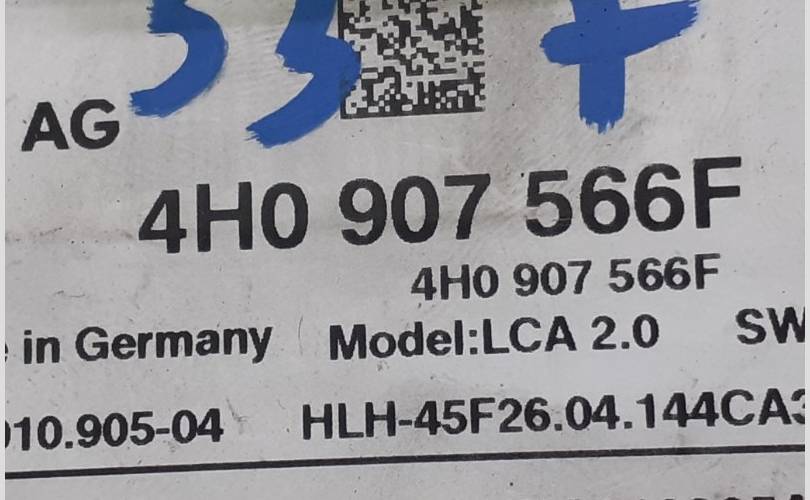 AG
4H0 907 566F
4H0 907 566F
in Germany Model:LCA 2.0 SW
10.905-04 HLH-45F26.04.144CA3